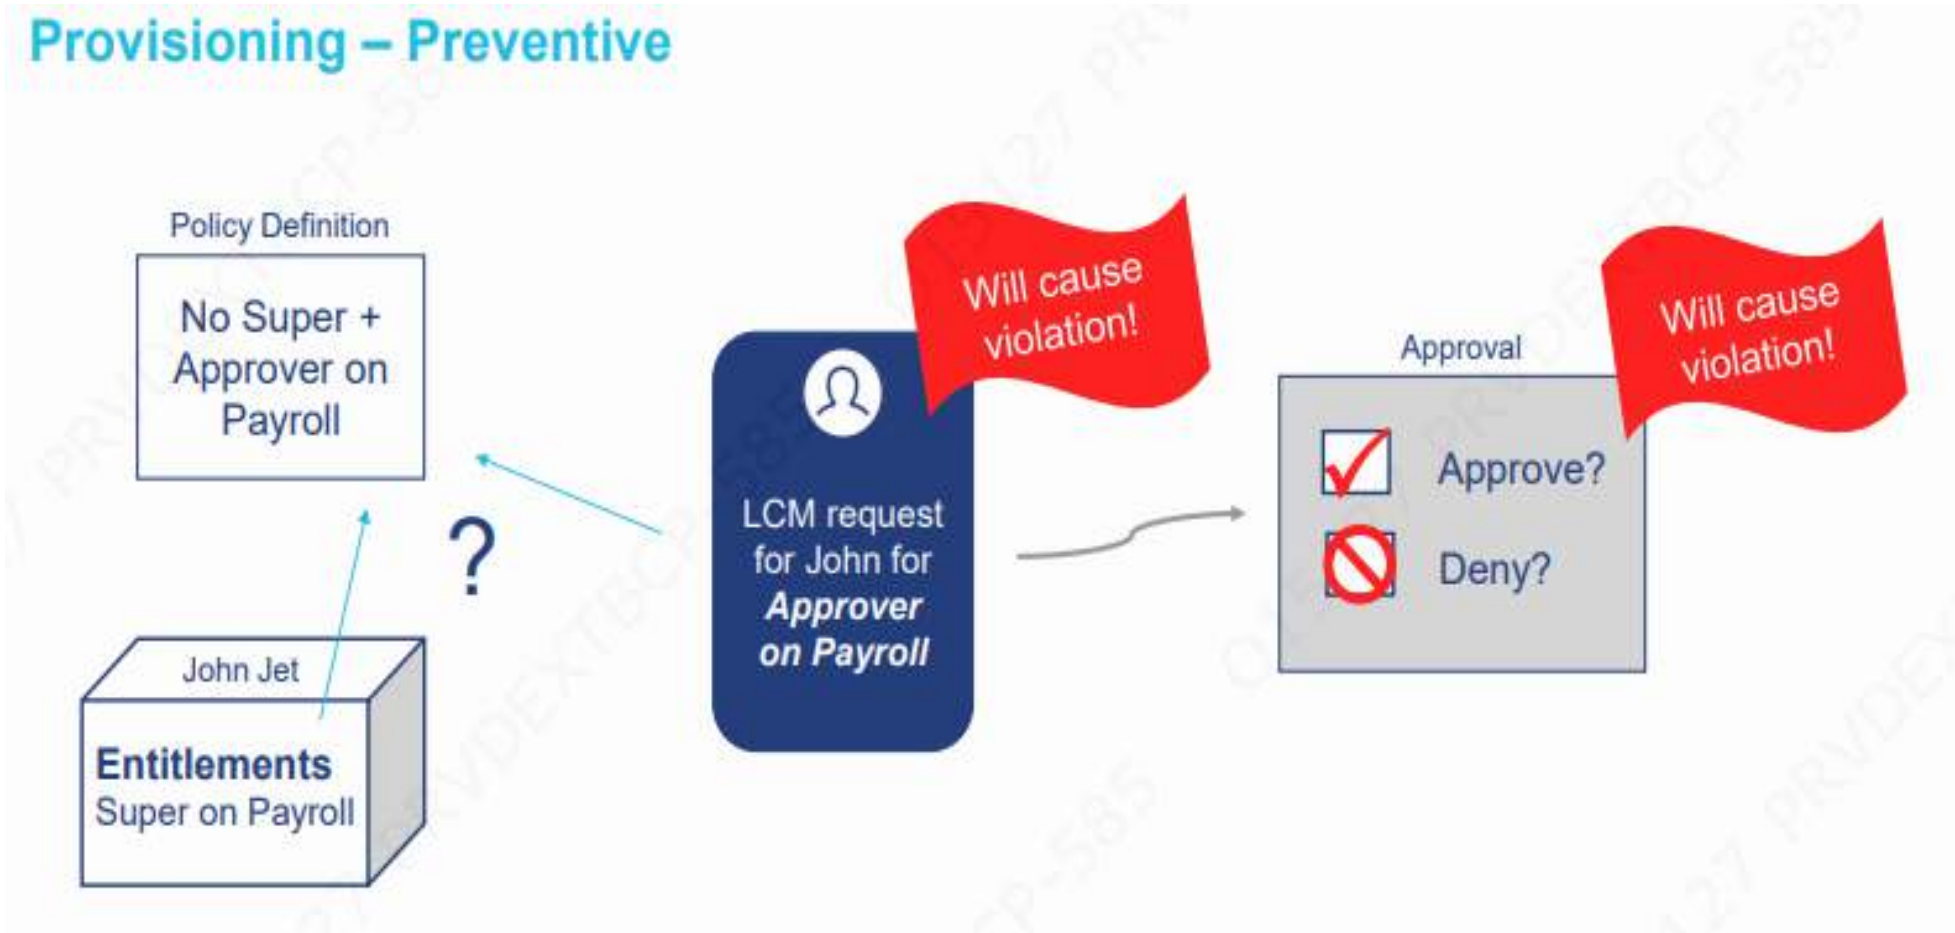 Provisioning – Preventive
Policy Definition
No Super +
Approver on
Payroll
?
John Jet
Entitlements
Super on Payroll
Will cause
violation!
LCM request
for John for
Approver
on Payroll
Approval
Will cause
violation!
Approve?
Deny?